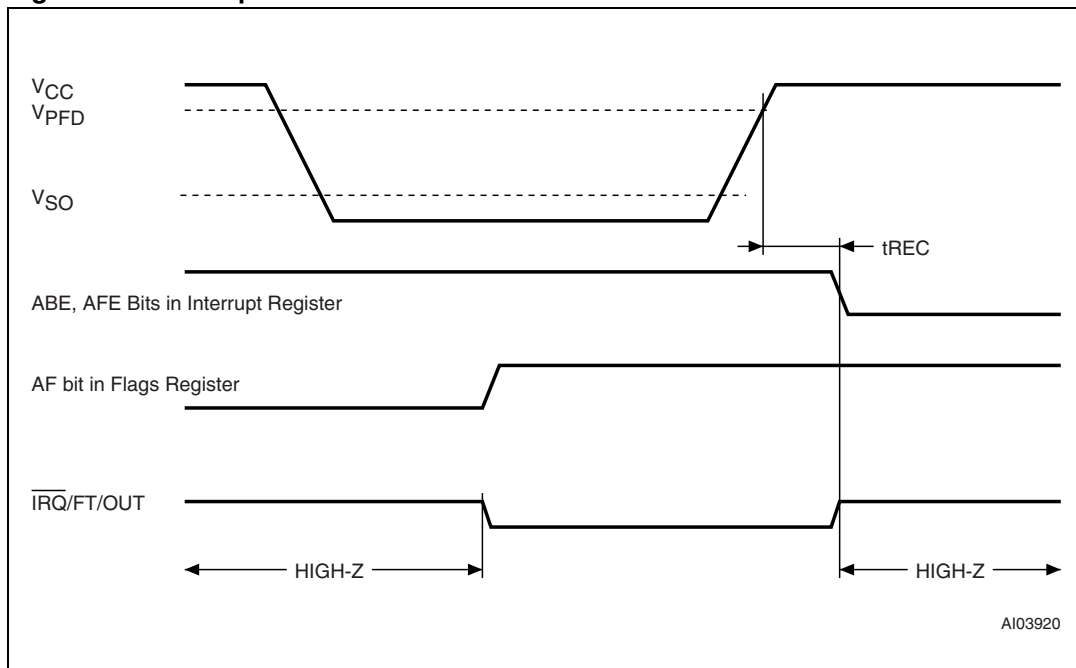 VCC
VPFD
VSO
tREC
ABE, AFE Bits in Interrupt Register
AF bit in Flags Register
IRQ/FT/OUT
HIGH-Z
HIGH-Z
AI03920